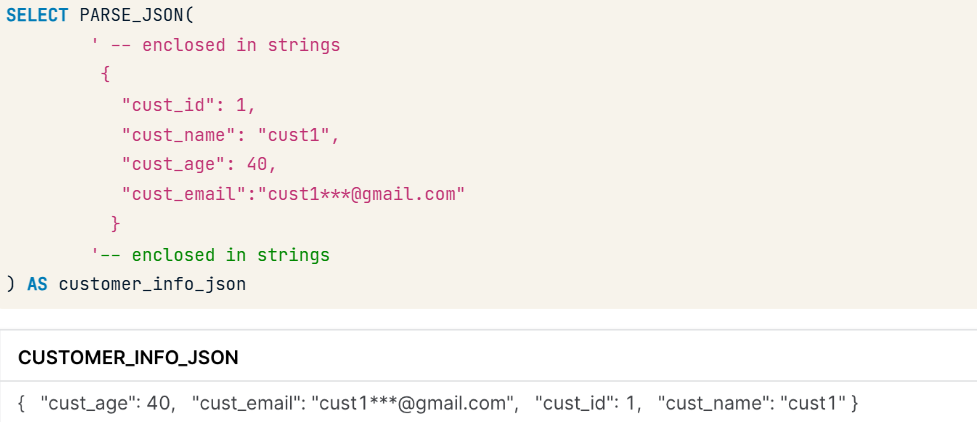 SELECT PARSE_JSON(
' -- enclosed in strings
{
"cust_id": 1,
"cust_name": "cust1",
"cust_age": 40,
"cust_email":"cust1***@gmail.com"
}
'-- enclosed in strings
) AS customer_info_json
CUSTOMER_INFO_JSON
{ "cust_age": 40, "cust_email": "cust1***@gmail.com", "cust_id": 1, "cust_name": "cust1" }